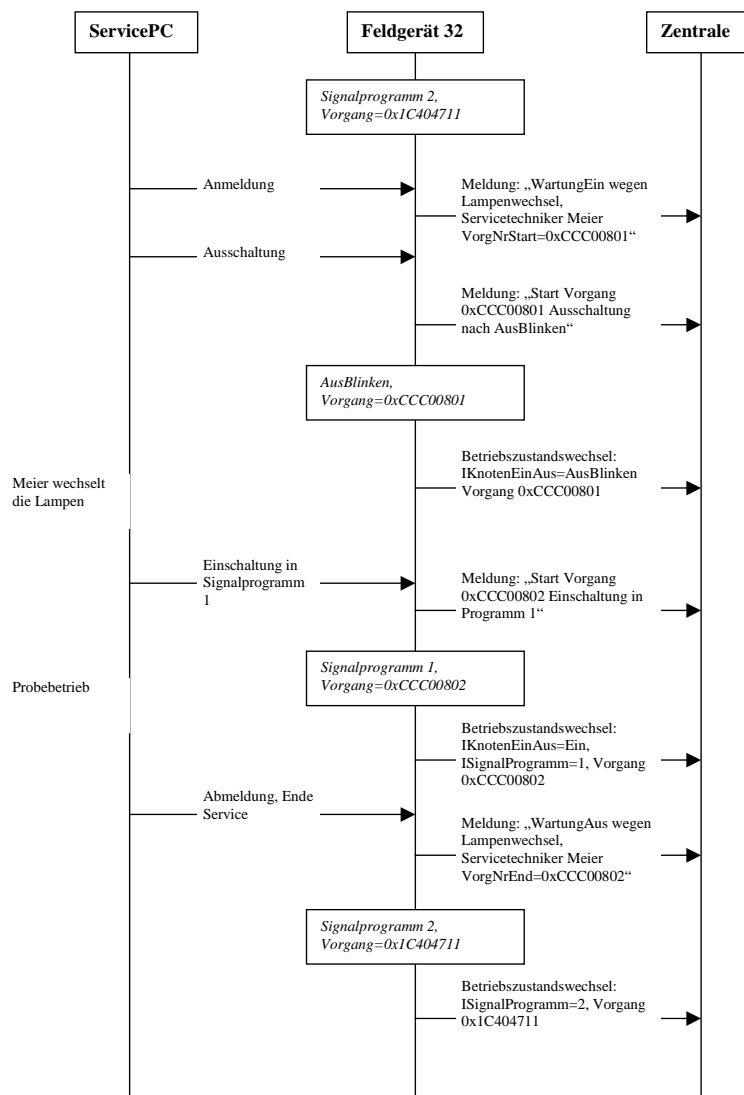 ServicePC
Feldgerät 32
Zentrale
Signalprogramm 2,
Vorgang=0x1C404711
Anmeldung
Meldung: „WartungEin wegen
Lampenwechsel,
Servicetechniker Meier
VorgNrStart=0xCCC00801“
Ausschaltung
Meldung: „Start Vorgang
0xCCC00801 Ausschaltung
nach AusBlinken“
AusBlinken,
Vorgang=0xCCC00801
Betriebszustandswechsel:
IKnotenEinAus=AusBlinken
Vorgang 0xCCC00801
Meier wechselt
die Lampen
Einschaltung in
Signalprogramm
1
Meldung: „Start Vorgang
0xCCC00802 Einschaltung in
Programm 1“
Signalprogramm 1,
Vorgang=0xCCC00802
Probebetrieb
Betriebszustandswechsel:
IKnotenEinAus=Ein,
ISignalProgramm=1, Vorgang
0xCCC00802
Abmeldung, Ende
Service
Meldung: „WartungAus wegen
Lampenwechsel,
Servicetechniker Meier
VorgNrEnd=0xCCC00802“
Signalprogramm 2,
Vorgang=0x1C404711
Betriebszustandswechsel:
ISignalProgramm=2, Vorgang
0x1C404711